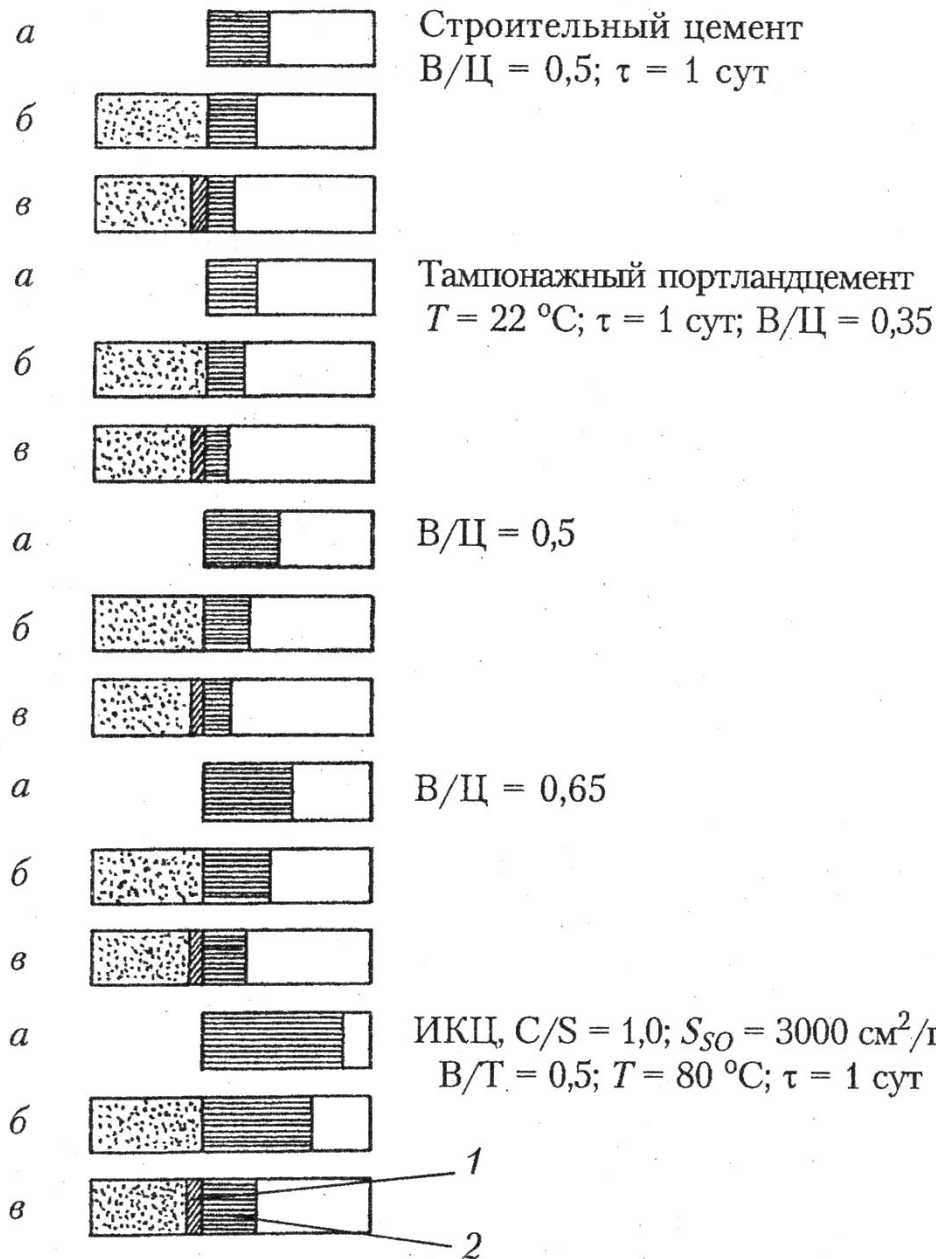 а
Строительный цемент
В/Ц = 0,5; τ = 1 сут
б
в
а
Тампонажный портландцемент
T = 22 °C; τ = 1 сут; В/Ц = 0,35
б
в
а
В/Ц = 0,5
б
в
а
В/Ц = 0,65
б
в
а
ИКЦ, C/S = 1,0; S_SO = 3000 см²/г
В/Т = 0,5; T = 80 °C; τ = 1 сут
б
1
в
2